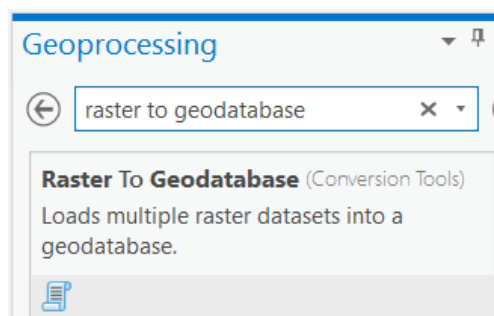 Geoprocessing
raster to geodatabase
Raster To Geodatabase (Conversion Tools)
Loads multiple raster datasets into a
geodatabase.